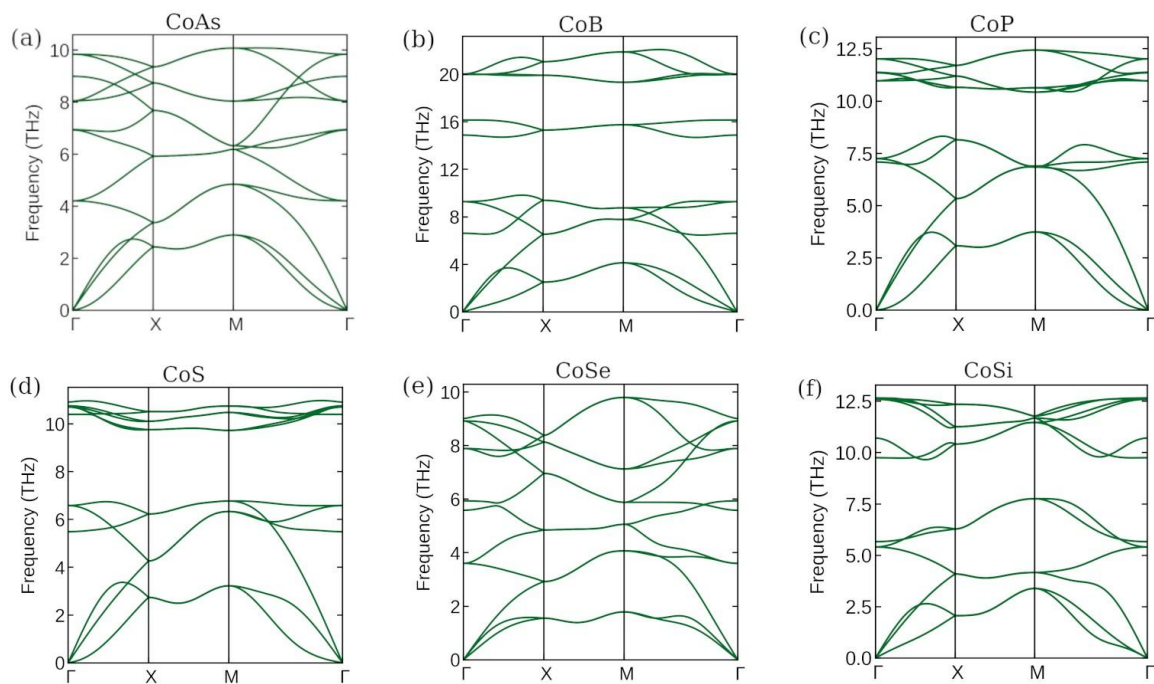 (a)
CoAs
Frequency (THz)
10
8
6
4
2
0
Γ X M Γ
(b)
CoB
Frequency (THz)
20
16
12
8
4
0
Γ X M Γ
(c)
CoP
Frequency (THz)
12.5
10.0
7.5
5.0
2.5
0.0
Γ X M Γ
(d)
CoS
Frequency (THz)
10
8
6
4
2
0
Γ X M Γ
(e)
CoSe
Frequency (THz)
10
8
6
4
2
0
Γ X M Γ
(f)
CoSi
Frequency (THz)
12.5
10.0
7.5
5.0
2.5
0.0
Γ X M Γ